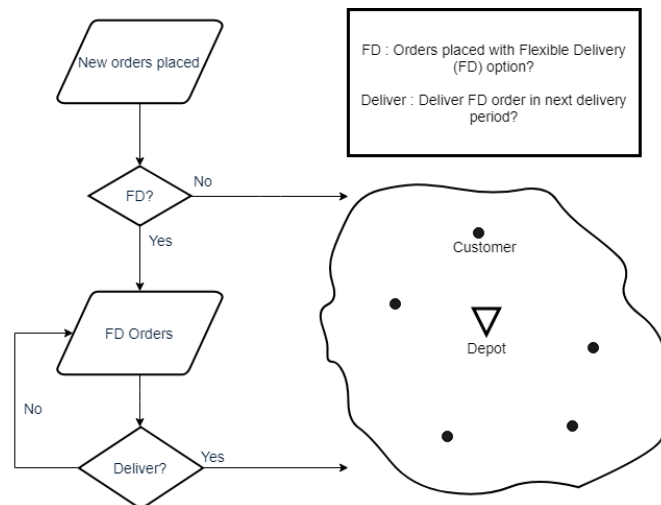 New orders placed
FD : Orders placed with Flexible Delivery
(FD) option?
Deliver : Deliver FD order in next delivery
period?
FD?
No
Yes
FD Orders
No
Deliver?
Yes
Customer
Depot